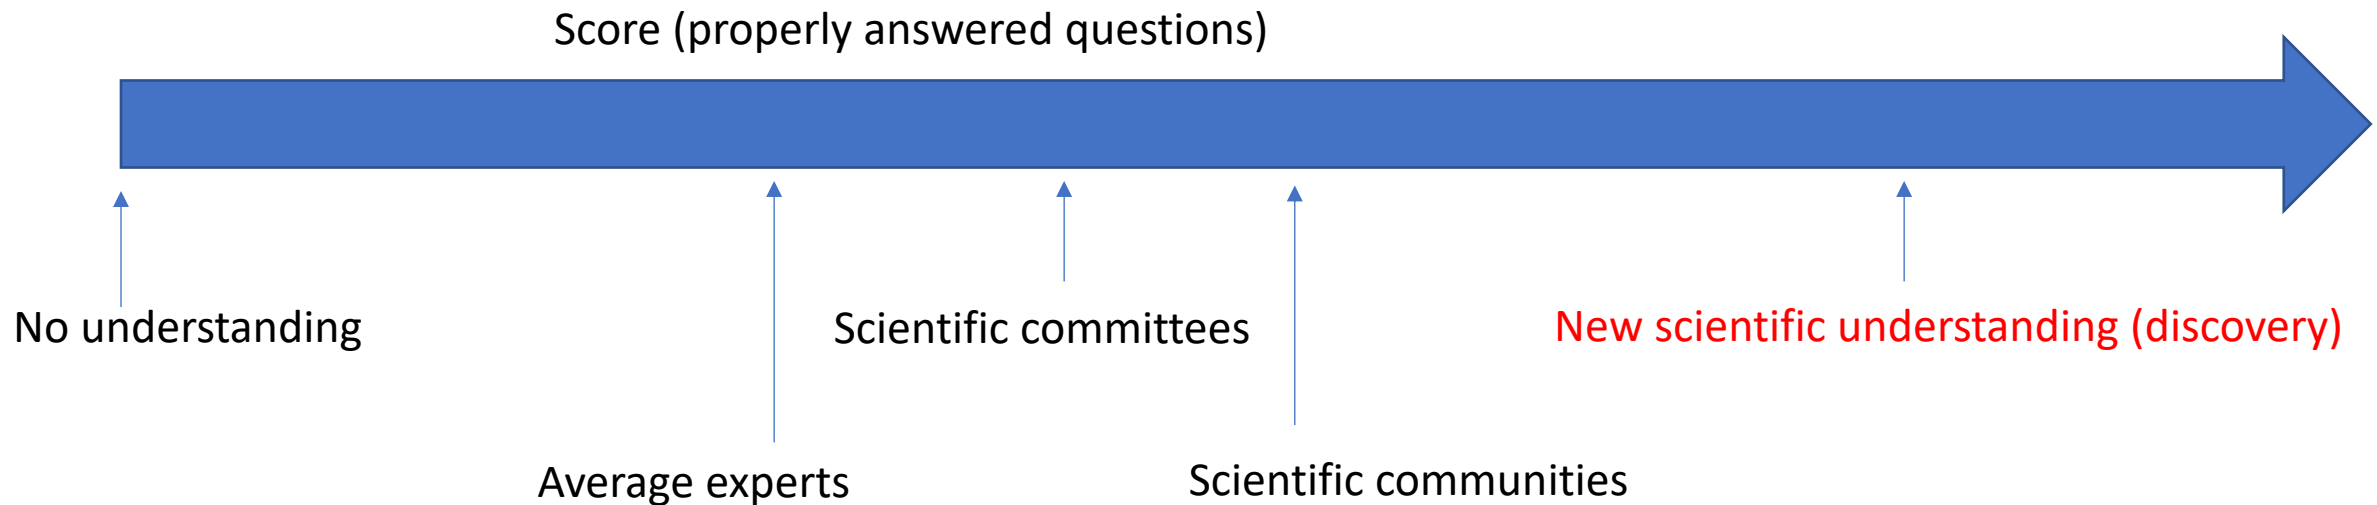 Score (properly answered questions)
No understanding
Scientific committees
New scientific understanding (discovery)
Average experts
Scientific communities